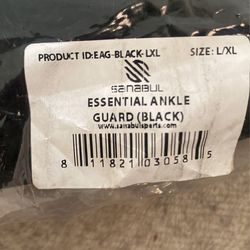 PRODUCT ID:EAG-BLACK-LXL SIZE: L/XL
SANABUL
ESSENTIAL ANKLE
GUARD (BLACK)
www.sanabulsports.com
8 11821 03058 5